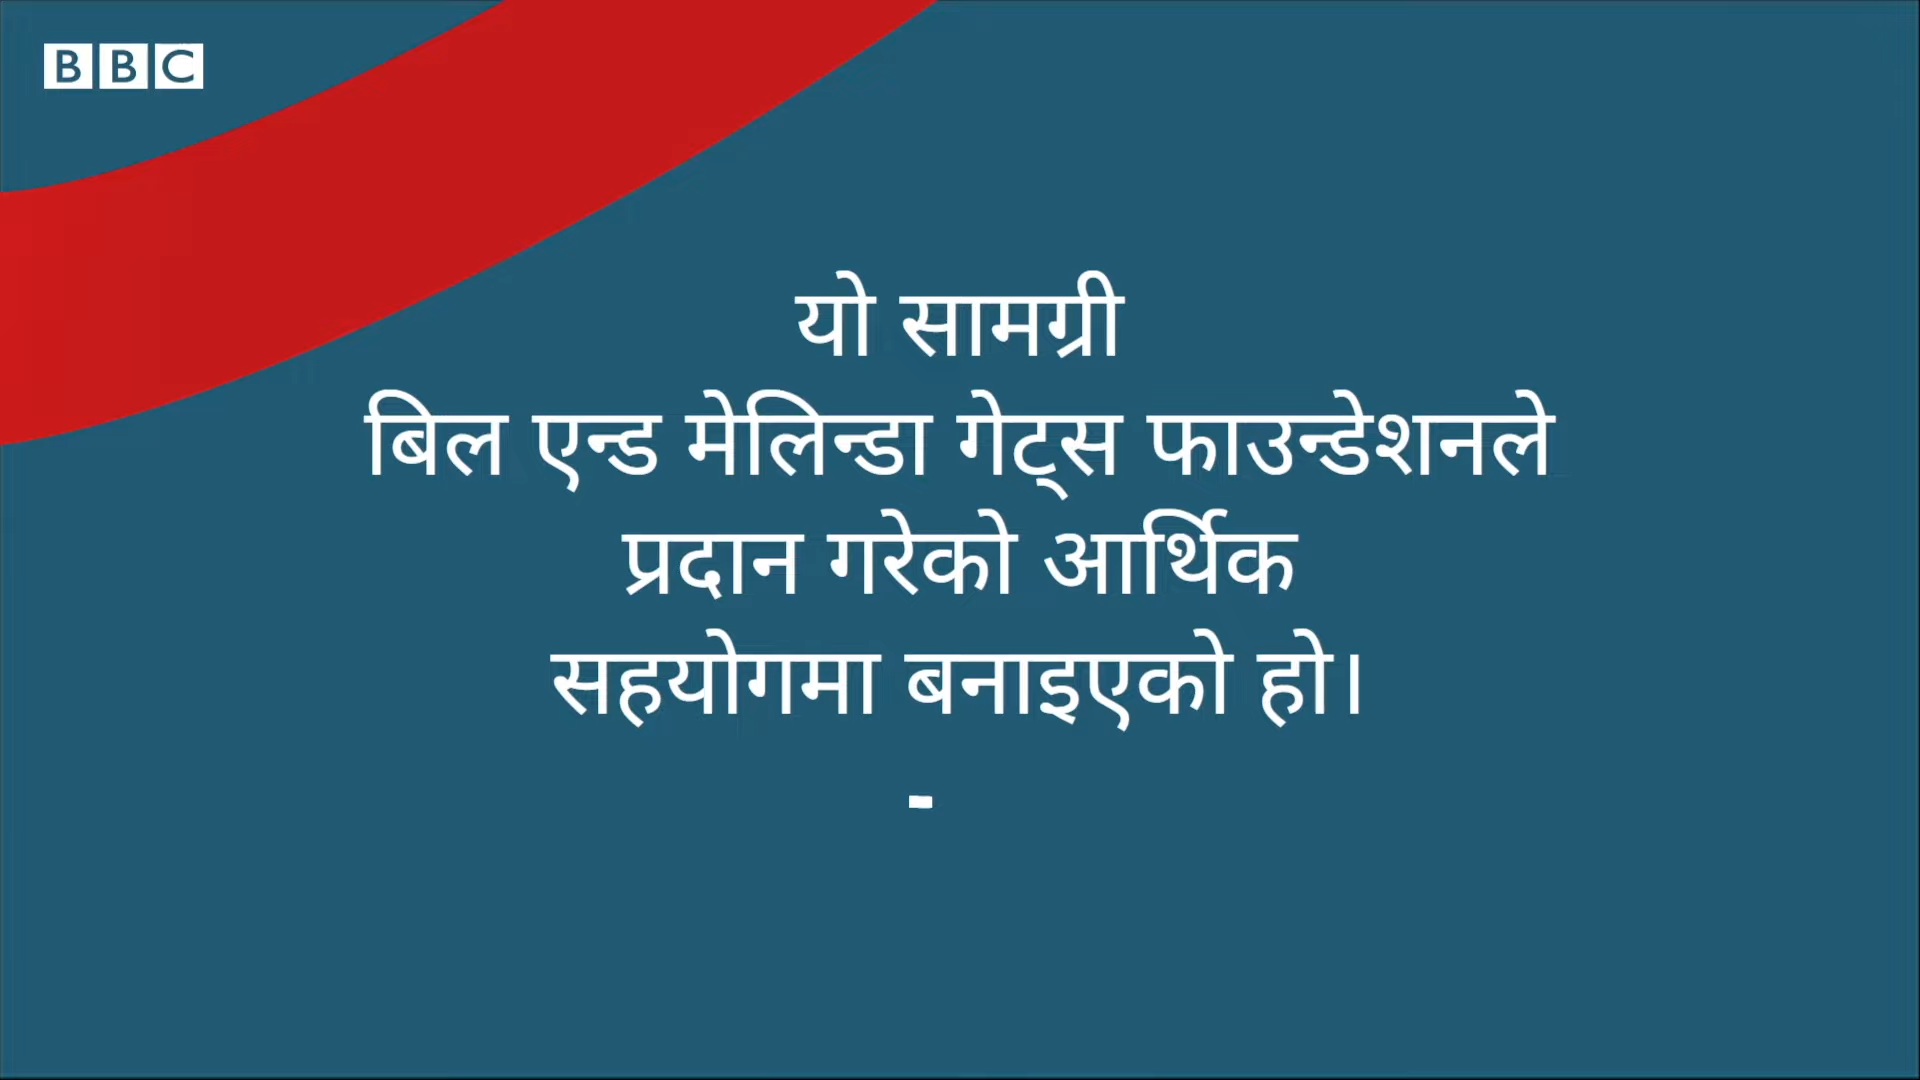 BBC
यो सामग्री
बिल एन्ड मेलिन्डा गेट्स फाउन्डेशनले
प्रदान गरेको आर्थिक
सहयोगमा बनाइएको हो।
-